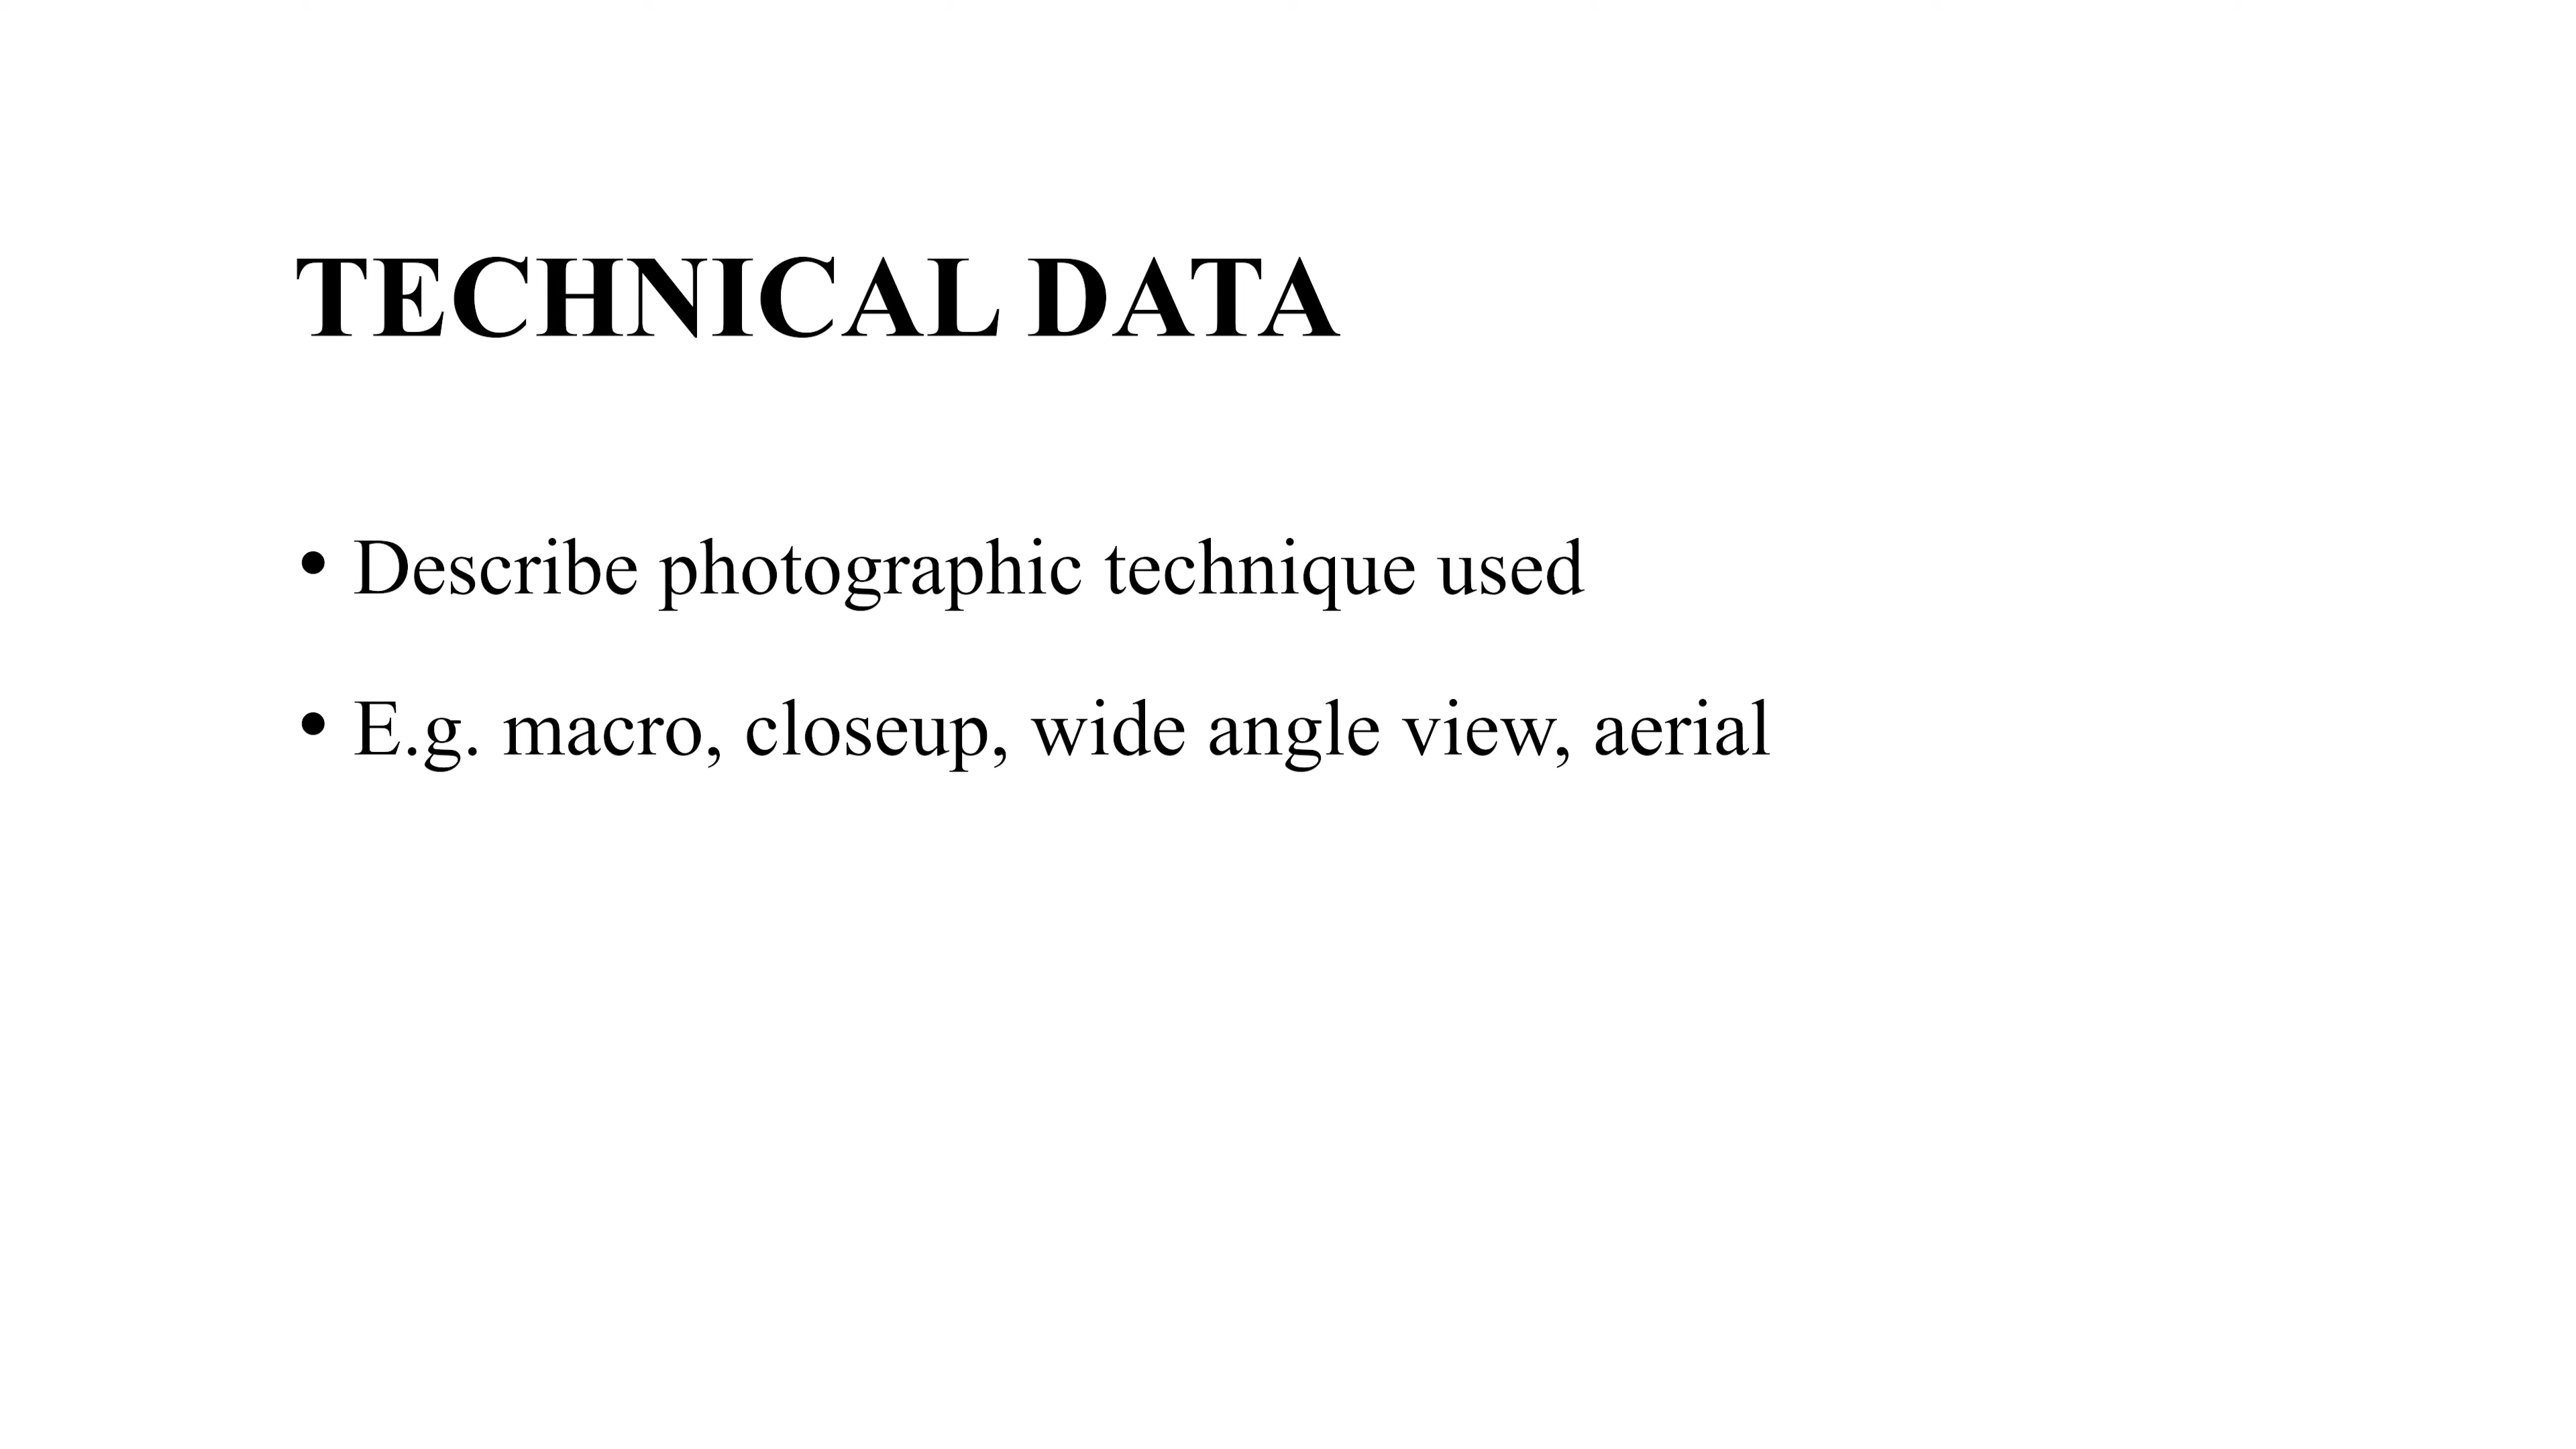 TECHNICAL DATA
• Describe photographic technique used
• E.g. macro, closeup, wide angle view, aerial